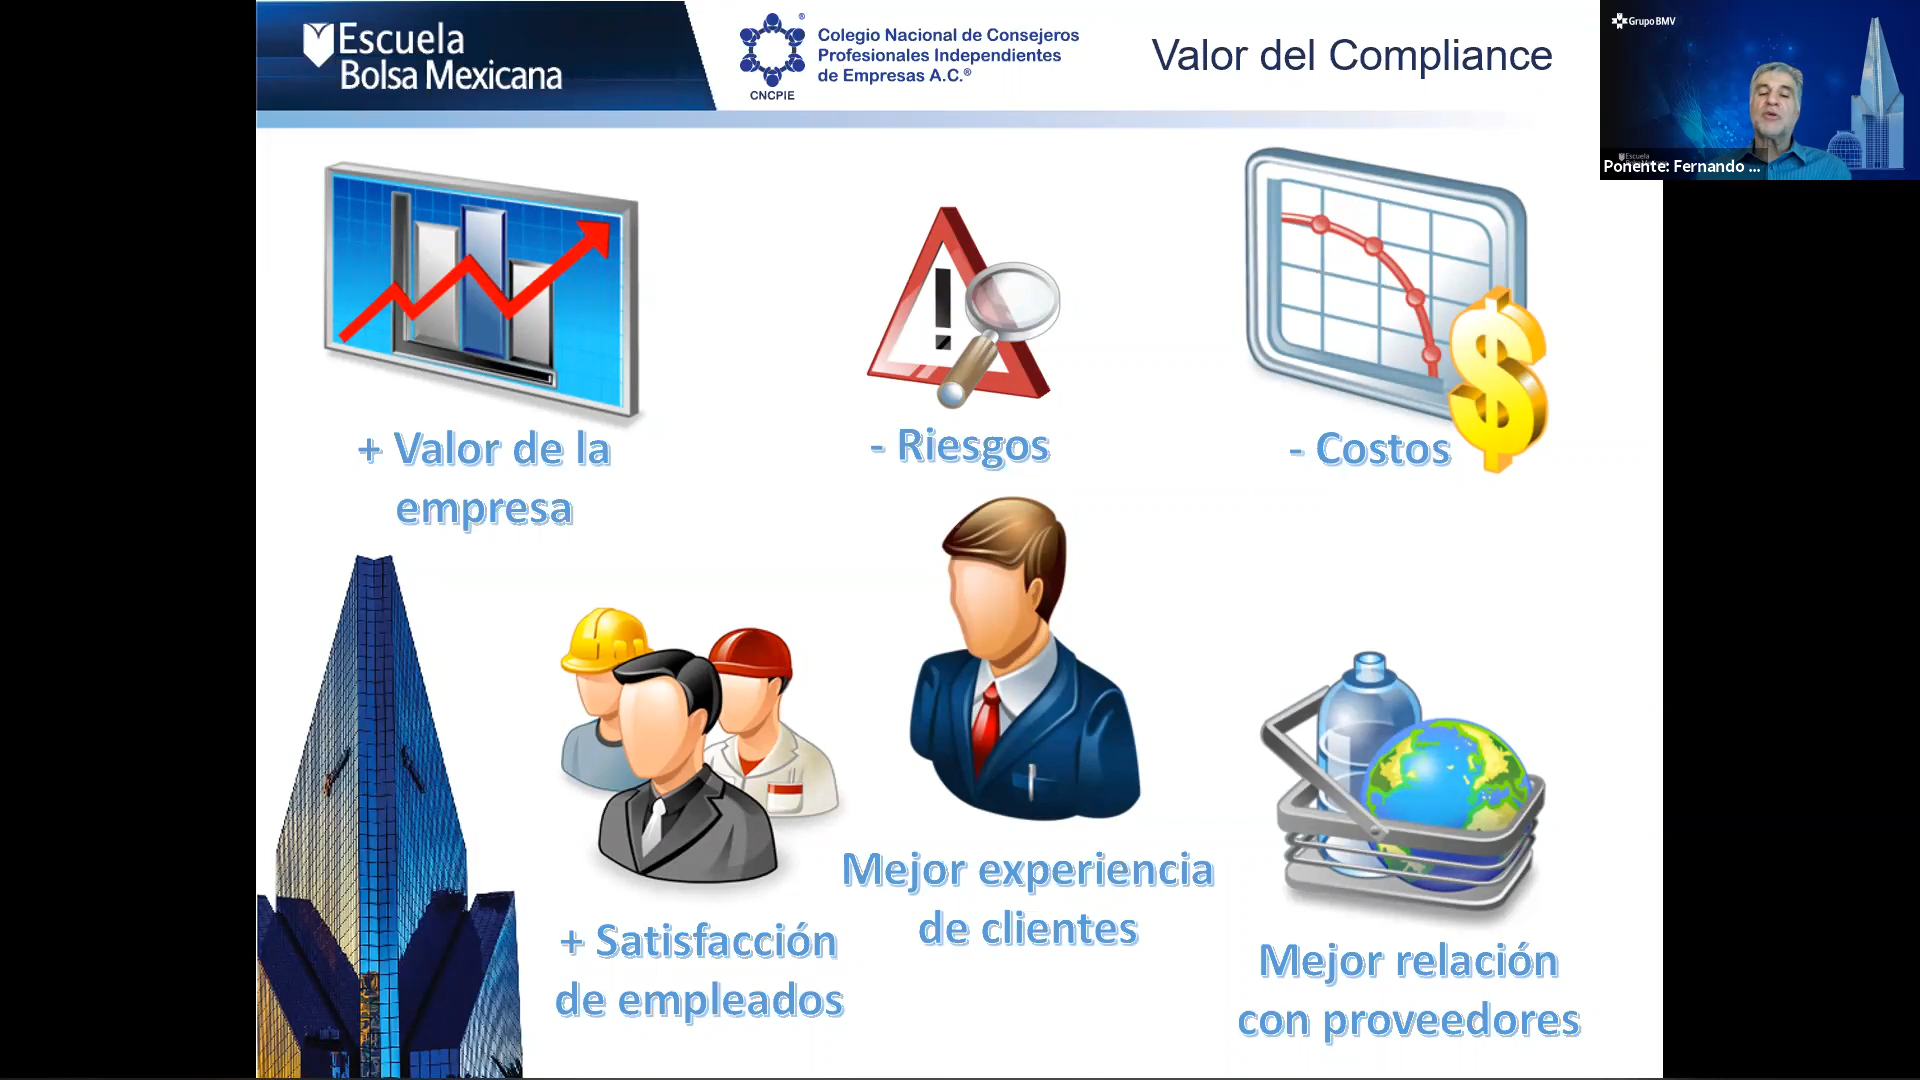 Escuela
Bolsa Mexicana
Colegio Nacional de Consejeros
Profesionales Independientes
de Empresas A.C.®
CNCPIE
Valor del Compliance
Grupo BMV
Escuela
Ponente: Fernando ...
+ Valor de la
empresa
- Riesgos
- Costos
+ Satisfacción
de empleados
Mejor experiencia
de clientes
Mejor relación
con proveedores